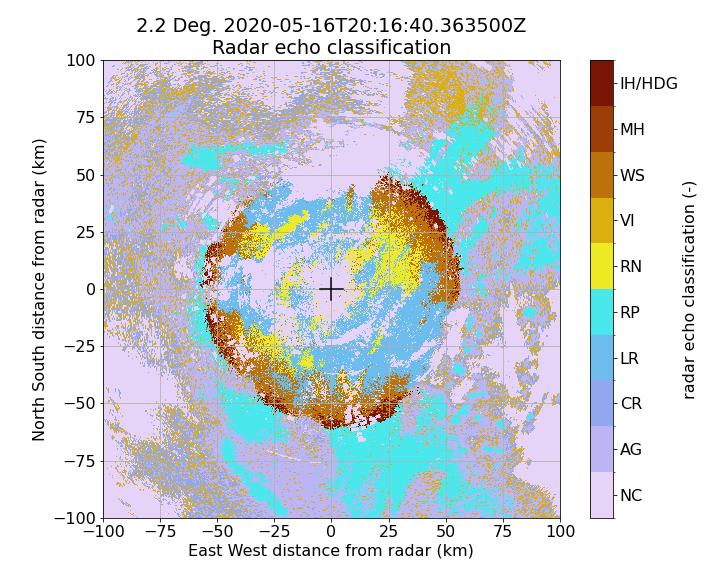 2.2 Deg. 2020-05-16T20:16:40.363500Z
Radar echo classification
100
75
50
25
0
−25
−50
−75
−100
−100 −75 −50 −25 0 25 50 75 100
North South distance from radar (km)
East West distance from radar (km)
IH/HDG
MH
WS
VI
RN
RP
LR
CR
AG
NC
radar echo classification (-)